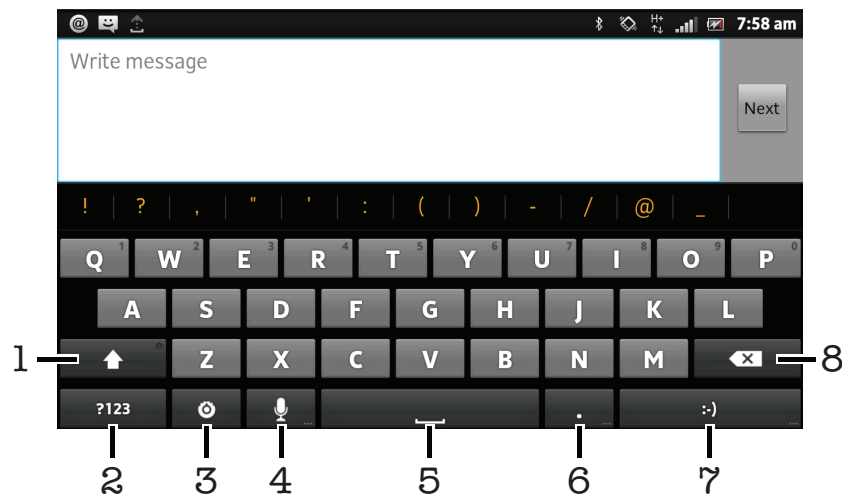 @ H+ 7:58 am
Write message
Next
! ? , " ' : ( ) - / @ _
Q 1 W 2 E 3 R 4 T 5 Y 6 U 7 I 8 O 9 P 0
A S D F G H J K L
1 Z X C V B N M 8
?123 . ... :-) ...
2 3 4 5 6 7